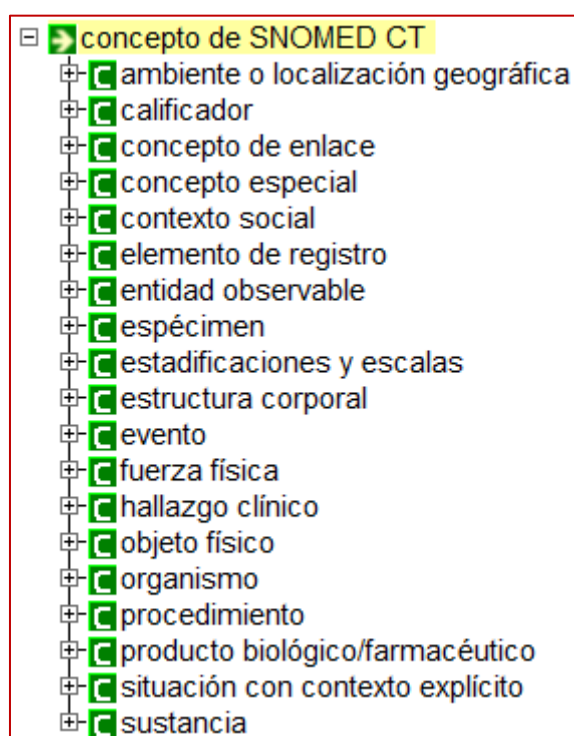 concepto de SNOMED CT
ambiente o localización geográfica
calificador
concepto de enlace
concepto especial
contexto social
elemento de registro
entidad observable
espécimen
estadificaciones y escalas
estructura corporal
evento
fuerza física
hallazgo clínico
objeto físico
organismo
procedimiento
producto biológico/farmacéutico
situación con contexto explícito
sustancia